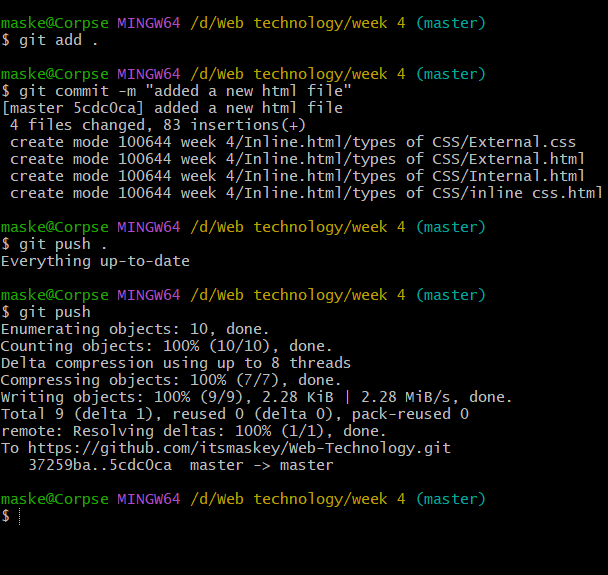 maske@Corpse MINGW64 /d/Web technology/week 4 (master)
$ git add .
maske@Corpse MINGW64 /d/Web technology/week 4 (master)
$ git commit -m "added a new html file"
[master 5cdc0ca] added a new html file
 4 files changed, 83 insertions(+)
 create mode 100644 week 4/Inline.html/types of CSS/External.css
 create mode 100644 week 4/Inline.html/types of CSS/External.html
 create mode 100644 week 4/Inline.html/types of CSS/Internal.html
 create mode 100644 week 4/Inline.html/types of CSS/inline css.html
maske@Corpse MINGW64 /d/Web technology/week 4 (master)
$ git push .
Everything up-to-date
maske@Corpse MINGW64 /d/Web technology/week 4 (master)
$ git push
Enumerating objects: 10, done.
Counting objects: 100% (10/10), done.
Delta compression using up to 8 threads
Compressing objects: 100% (7/7), done.
Writing objects: 100% (9/9), 2.28 KiB | 2.28 MiB/s, done.
Total 9 (delta 1), reused 0 (delta 0), pack-reused 0
remote: Resolving deltas: 100% (1/1), done.
To https://github.com/itsmaskey/Web-Technology.git
   37259ba..5cdc0ca  master -> master
maske@Corpse MINGW64 /d/Web technology/week 4 (master)
$